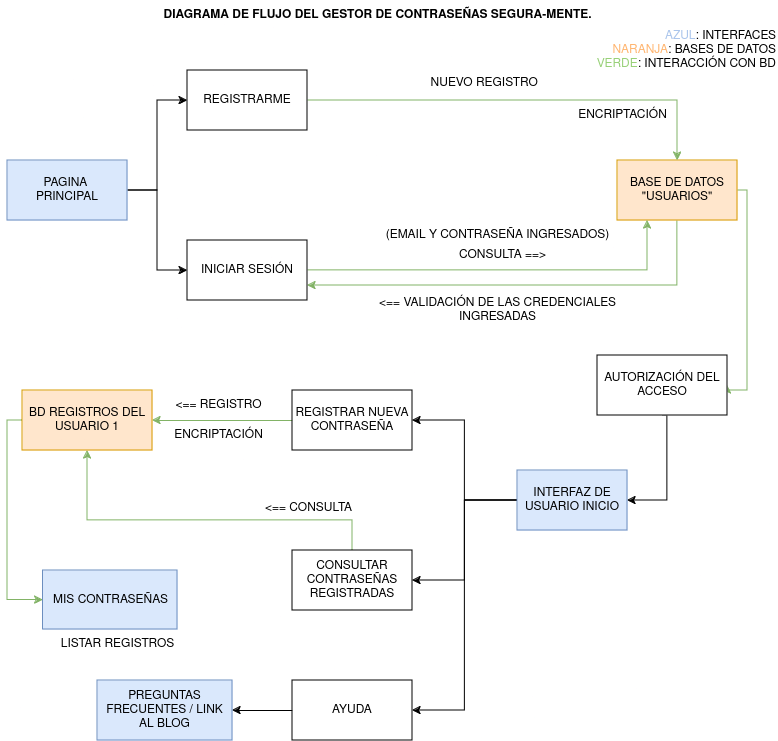 DIAGRAMA DE FLUJO DEL GESTOR DE CONTRASEÑAS SEGURA-MENTE.
AZUL: INTERFACES
NARANJA: BASES DE DATOS
VERDE: INTERACCIÓN CON BD
NUEVO REGISTRO
REGISTRARME
ENCRIPTACIÓN
PAGINA
PRINCIPAL
BASE DE DATOS
"USUARIOS"
(EMAIL Y CONTRASEÑA INGRESADOS)
CONSULTA ==>
INICIAR SESIÓN
<== VALIDACIÓN DE LAS CREDENCIALES
INGRESADAS
AUTORIZACIÓN DEL
ACCESO
BD REGISTROS DEL
USUARIO 1
<== REGISTRO
ENCRIPTACIÓN
REGISTRAR NUEVA
CONTRASEÑA
INTERFAZ DE
USUARIO INICIO
<== CONSULTA
CONSULTAR
CONTRASEÑAS
REGISTRADAS
MIS CONTRASEÑAS
LISTAR REGISTROS
PREGUNTAS
FRECUENTES / LINK
AL BLOG
AYUDA